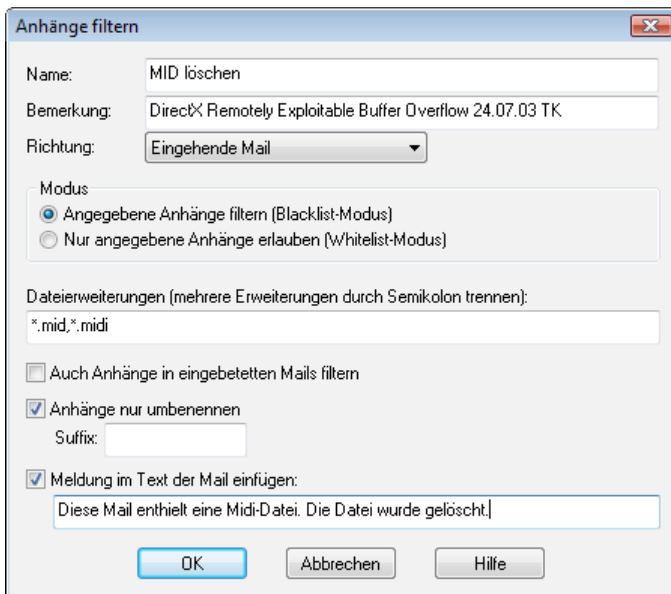 Anhänge filtern
Name: MID löschen
Bemerkung: DirectX Remotely Exploitable Buffer Overflow 24.07.03 TK
Richtung: Eingehende Mail
Modus
Angegebene Anhänge filtern (Blacklist-Modus)
Nur angegebene Anhänge erlauben (Whitelist-Modus)
Dateierweiterungen (mehrere Erweiterungen durch Semikolon trennen):
*.mid,*.midi
Auch Anhänge in eingebetteten Mails filtern
Anhänge nur umbenennen
Suffix:
Meldung im Text der Mail einfügen:
Diese Mail enthielt eine Midi-Datei. Die Datei wurde gelöscht.
OK Abbrechen Hilfe